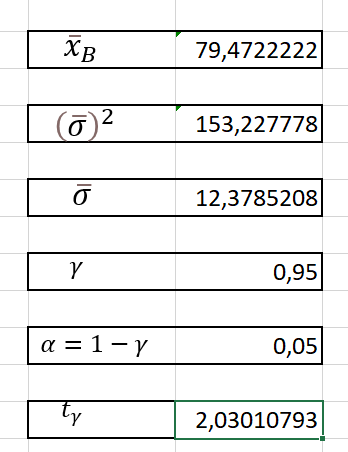 x̄_B 79,4722222
(σ̄)² 153,227778
σ̄ 12,3785208
γ 0,95
α = 1 − γ 0,05
t_γ 2,03010793